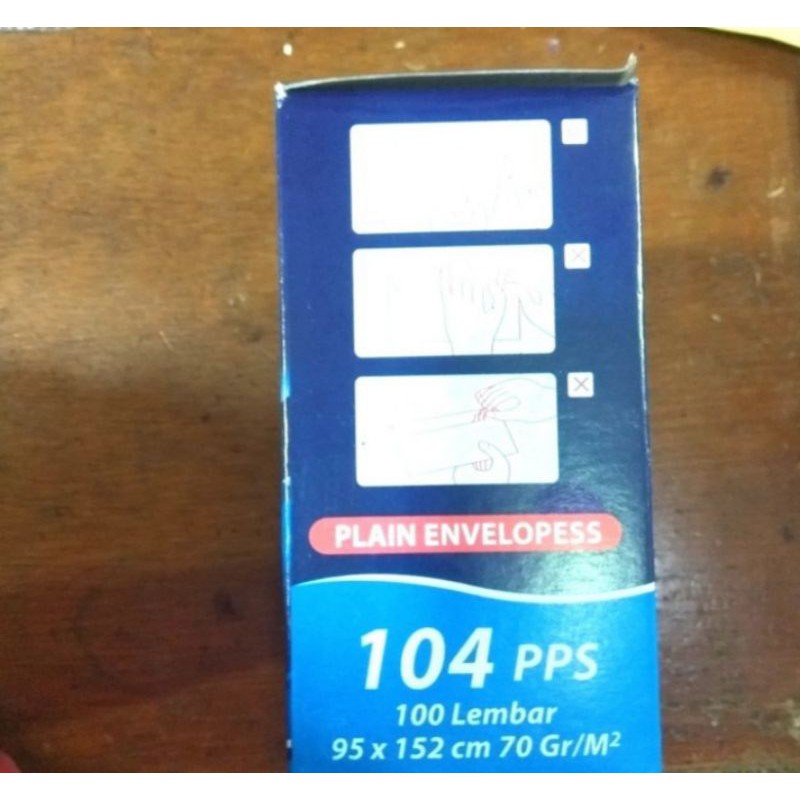 PLAIN ENVELOPESS
104 PPS
100 Lembar
95 x 152 cm 70 Gr/M²